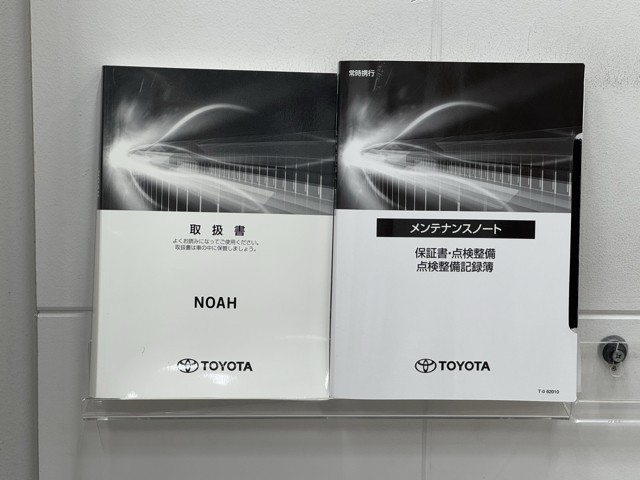 取扱書
よくお読みになってご使用ください。
取扱書は車の中に保管しましょう。
NOAH
TOYOTA
常時携行
メンテナンスノート
保証書・点検整備
点検整備記録簿
TOYOTA
T-0 62010